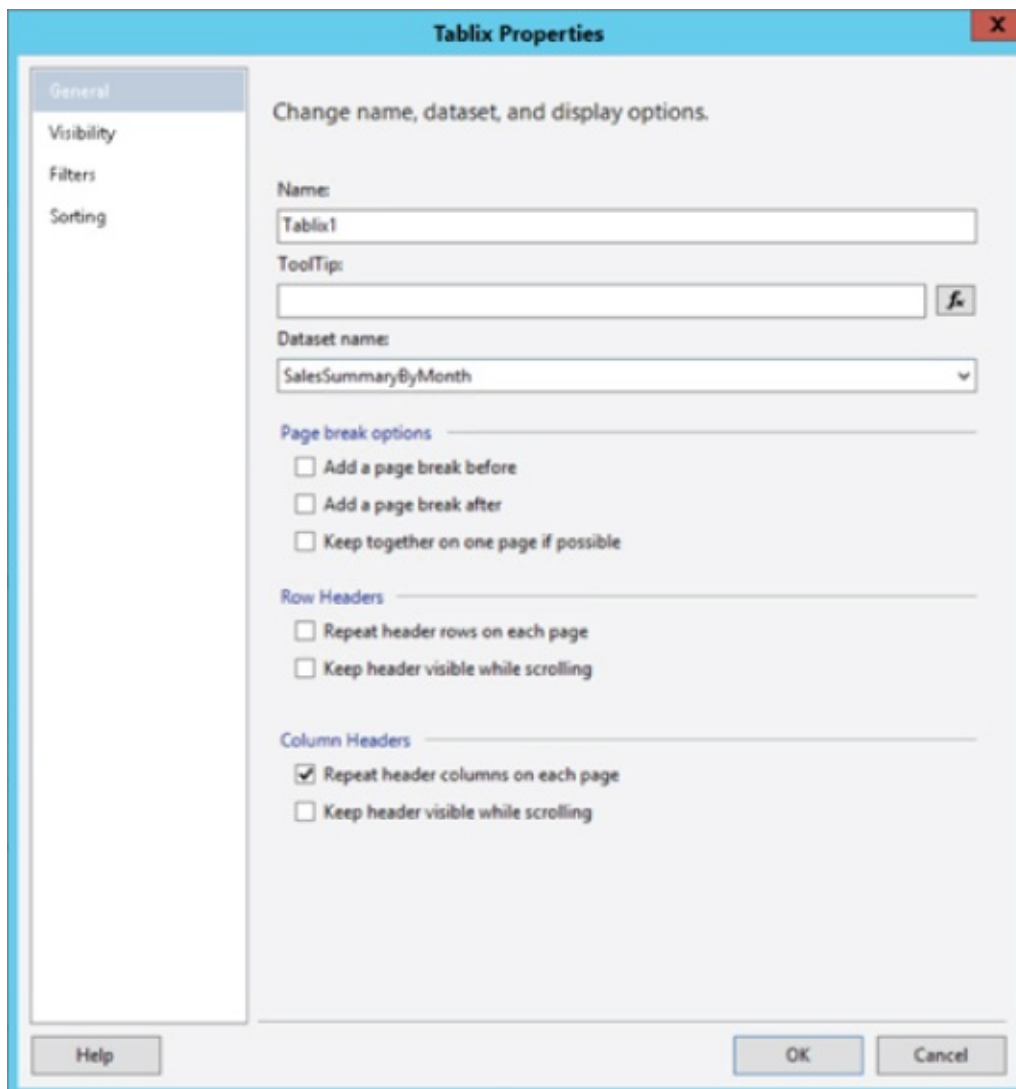 Tablix Properties
X
General
Visibility
Filters
Sorting
Change name, dataset, and display options.
Name:
Tablix1
ToolTip:
fx
Dataset name:
SalesSummaryByMonth
Page break options
Add a page break before
Add a page break after
Keep together on one page if possible
Row Headers
Repeat header rows on each page
Keep header visible while scrolling
Column Headers
Repeat header columns on each page
Keep header visible while scrolling
Help
OK
Cancel